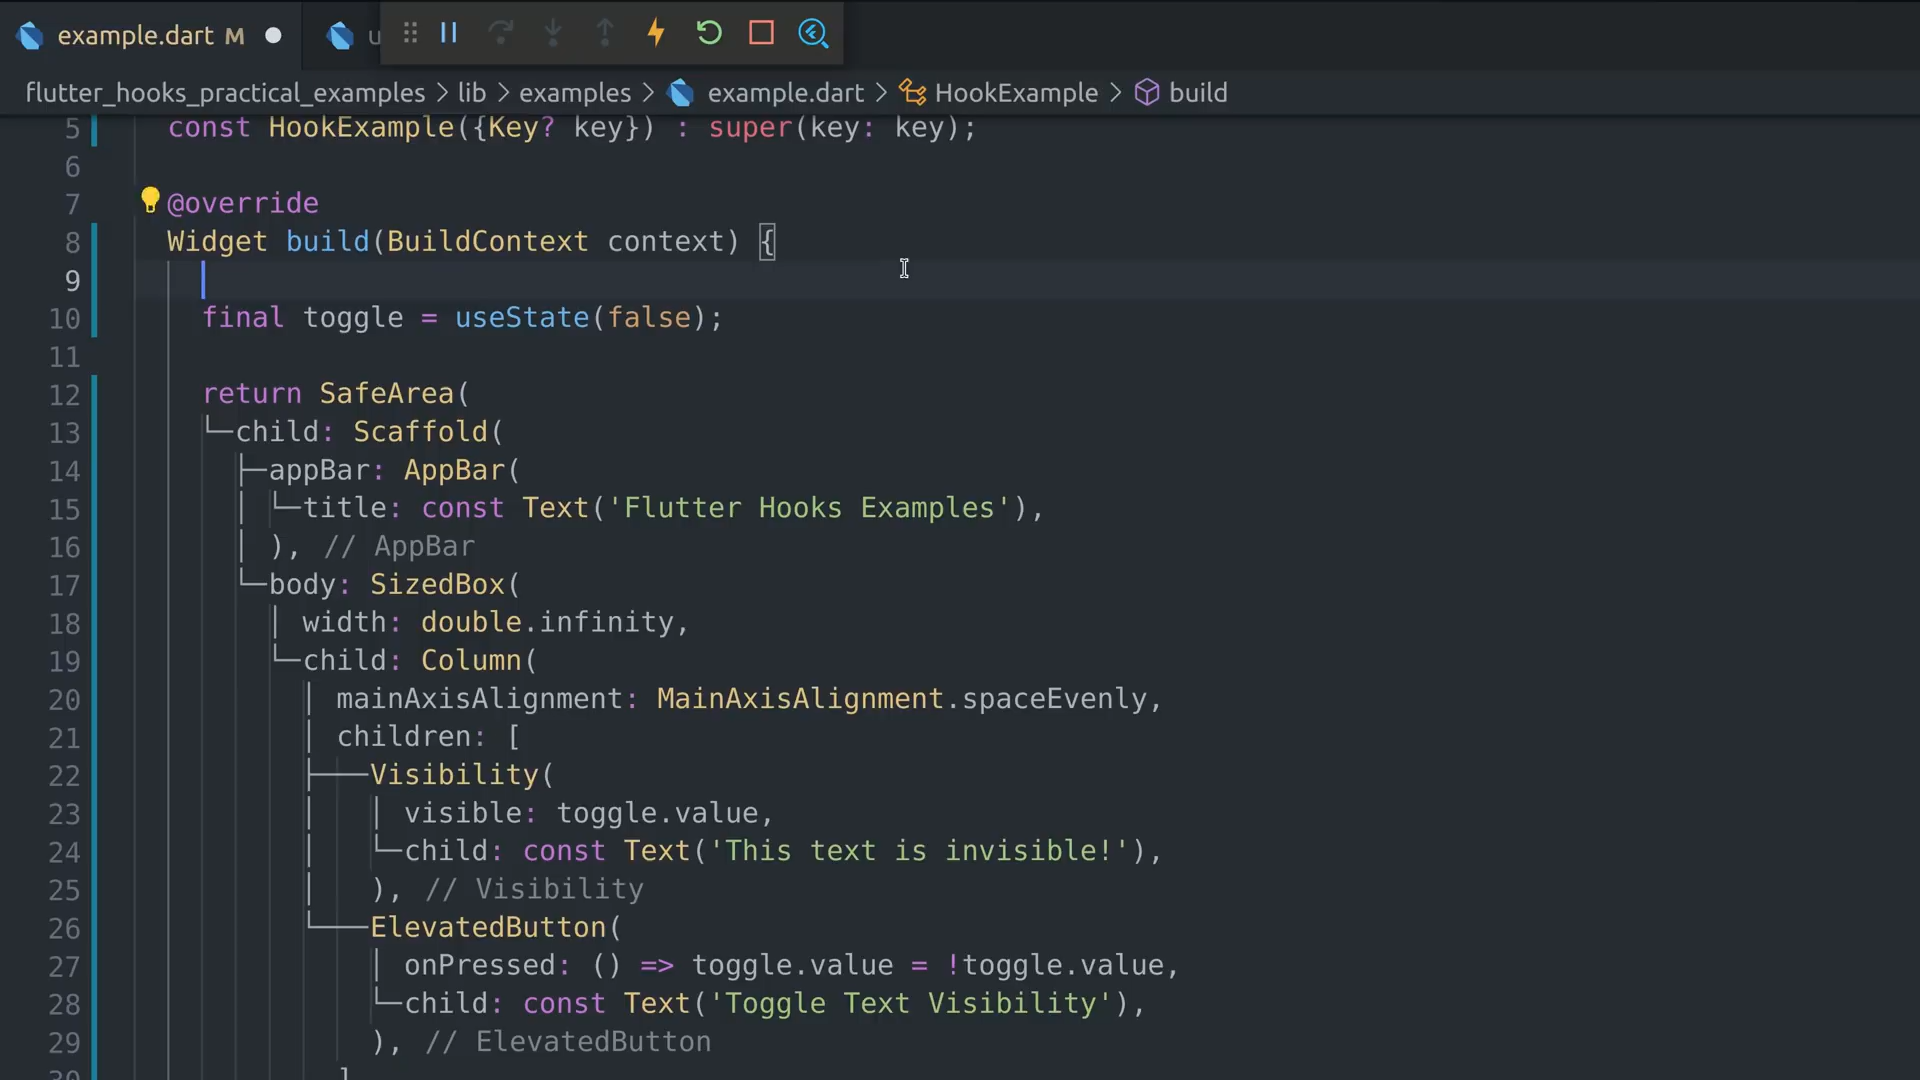 example.dart M
u
flutter_hooks_practical_examples > lib > examples > example.dart > HookExample > build
5 const HookExample({Key? key}) : super(key: key);
6
7 @override
8 Widget build(BuildContext context) {
9
10 final toggle = useState(false);
11
12 return SafeArea(
13 child: Scaffold(
14 appBar: AppBar(
15 title: const Text('Flutter Hooks Examples'),
16 ), // AppBar
17 body: SizedBox(
18 width: double.infinity,
19 child: Column(
20 mainAxisAlignment: MainAxisAlignment.spaceEvenly,
21 children: [
22 Visibility(
23 visible: toggle.value,
24 child: const Text('This text is invisible!'),
25 ), // Visibility
26 ElevatedButton(
27 onPressed: () => toggle.value = !toggle.value,
28 child: const Text('Toggle Text Visibility'),
29 ), // ElevatedButton
30 ]